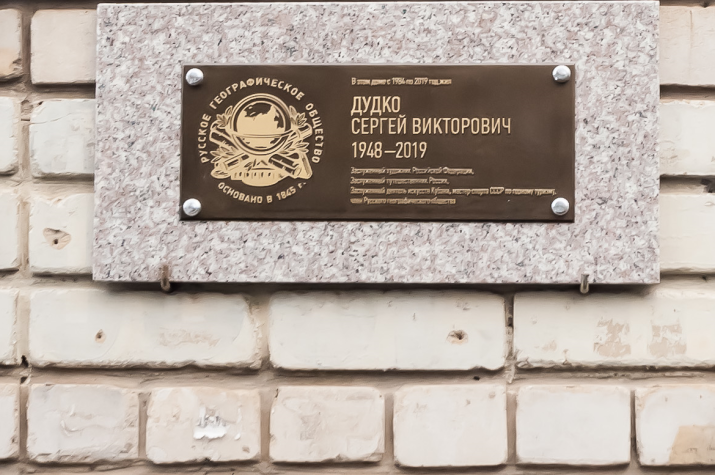 РУССКОЕ ГЕОГРАФИЧЕСКОЕ ОБЩЕСТВО
ОСНОВАНО В 1845 г.
В этом доме с 1984 по 2019 год жил
ДУДКО
СЕРГЕЙ ВИКТОРОВИЧ
1948–2019
Заслуженный художник Российской Федерации,
Заслуженный путешественник России,
Заслуженный деятель искусств Кубани, мастер спорта СССР по горному туризму,
член Русского географического общества